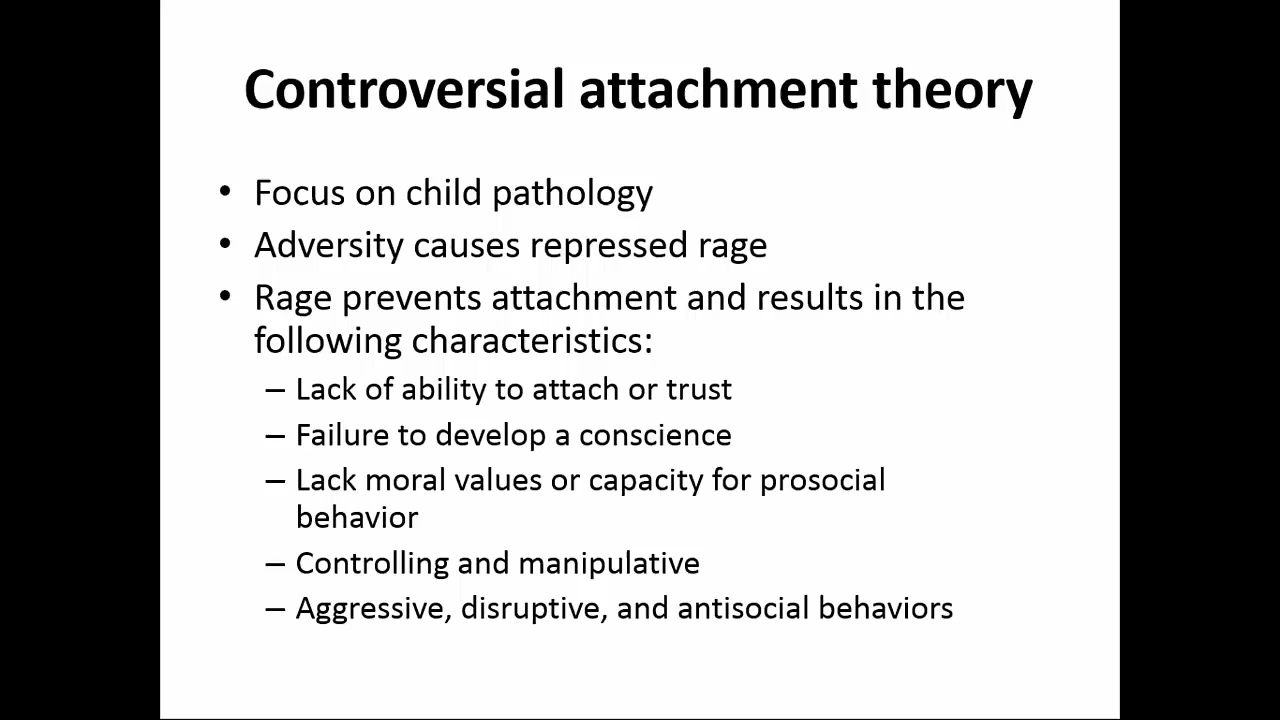 Controversial attachment theory
• Focus on child pathology
• Adversity causes repressed rage
• Rage prevents attachment and results in the
following characteristics:
– Lack of ability to attach or trust
– Failure to develop a conscience
– Lack moral values or capacity for prosocial
behavior
– Controlling and manipulative
– Aggressive, disruptive, and antisocial behaviors